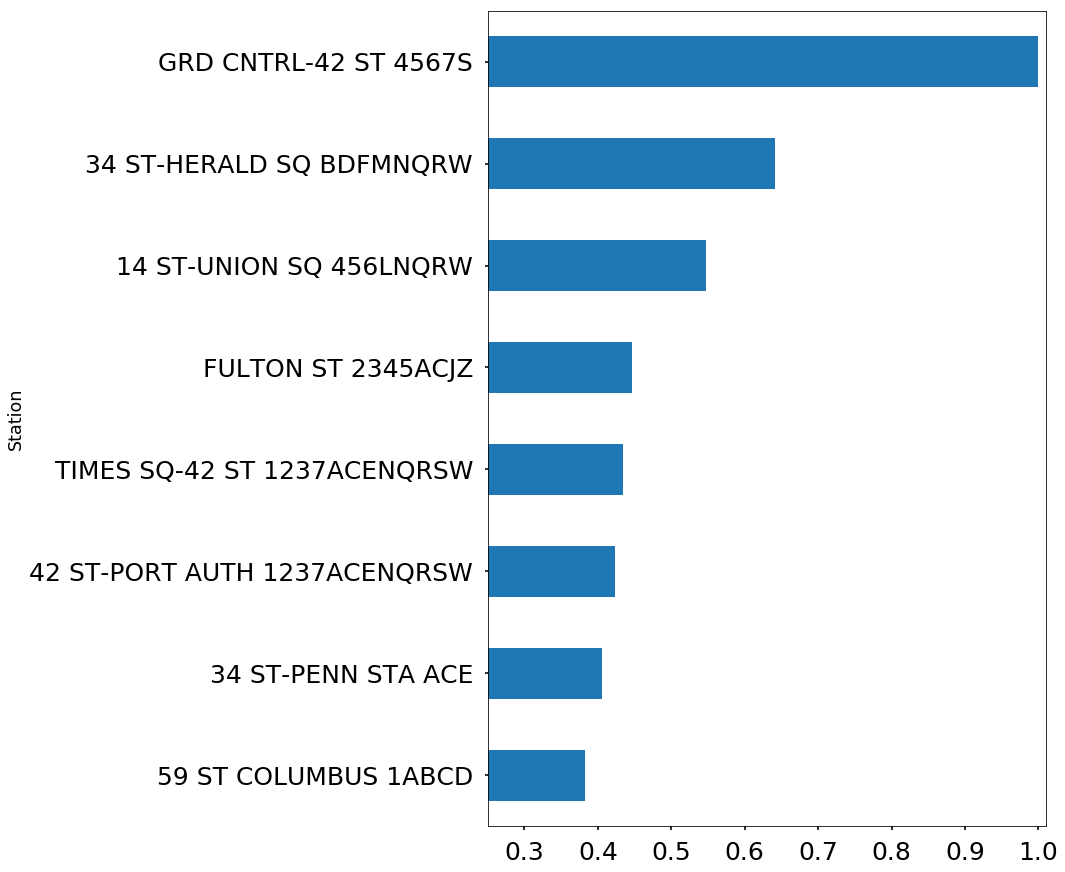 GRD CNTRL-42 ST 4567S
34 ST-HERALD SQ BDFMNQRW
14 ST-UNION SQ 456LNQRW
FULTON ST 2345ACJZ
Station
TIMES SQ-42 ST 1237ACENQRSW
42 ST-PORT AUTH 1237ACENQRSW
34 ST-PENN STA ACE
59 ST COLUMBUS 1ABCD
0.3 0.4 0.5 0.6 0.7 0.8 0.9 1.0